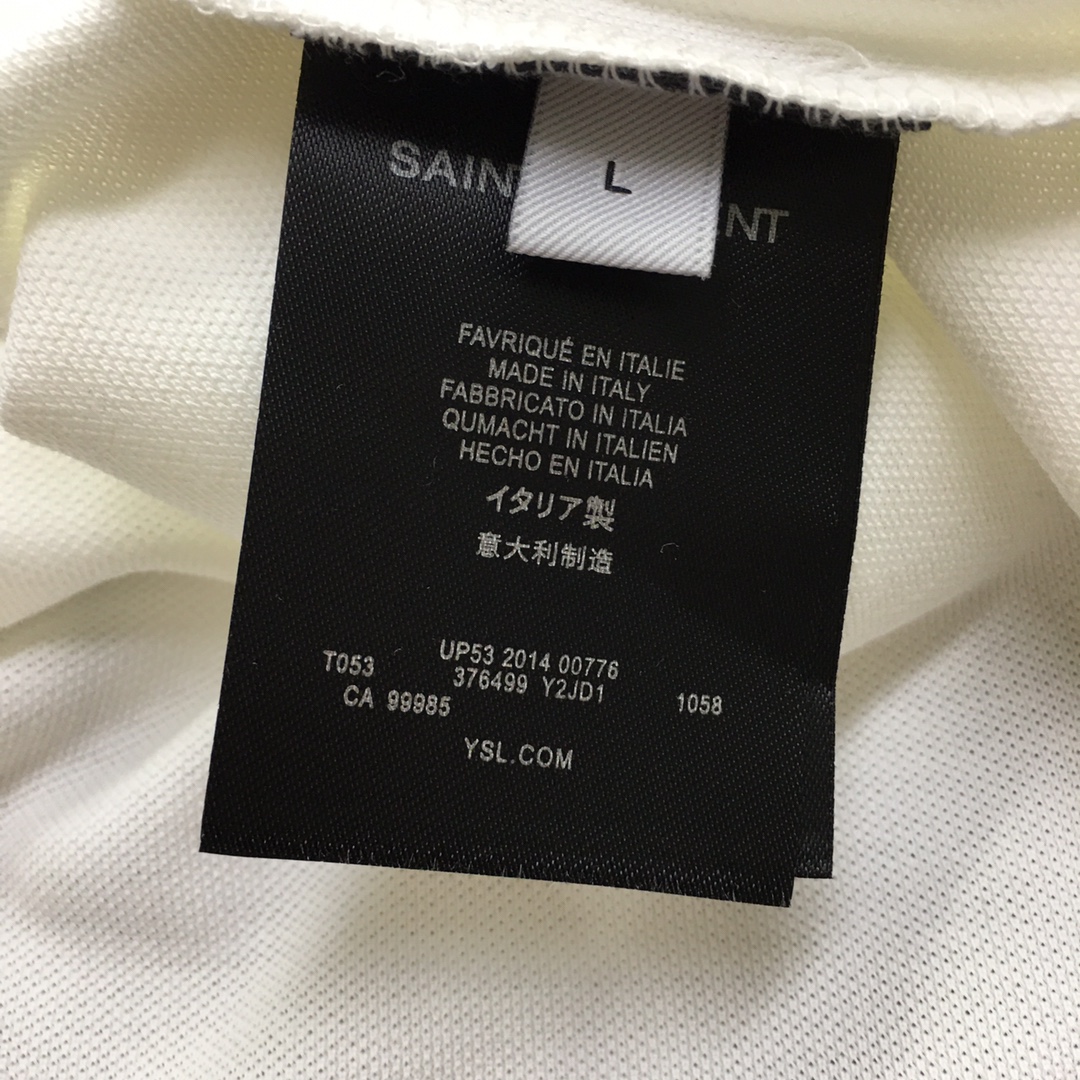 SAIN
L
ENT
FAVRIQUÉ EN ITALIE
MADE IN ITALY
FABBRICATO IN ITALIA
QUMACHT IN ITALIEN
HECHO EN ITALIA
イタリア製
意大利制造
T053 UP53 2014 00776
376499 Y2JD1 1058
CA 99985
YSL.COM